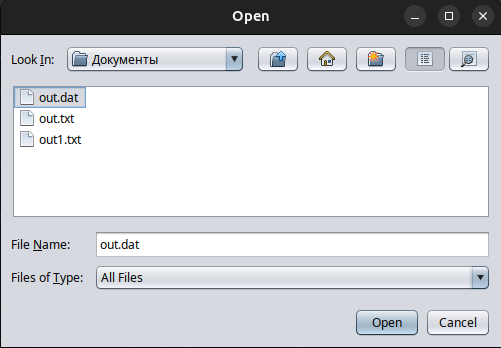 Open
Look In: Документы
out.dat
out.txt
out1.txt
File Name: out.dat
Files of Type: All Files
Open Cancel